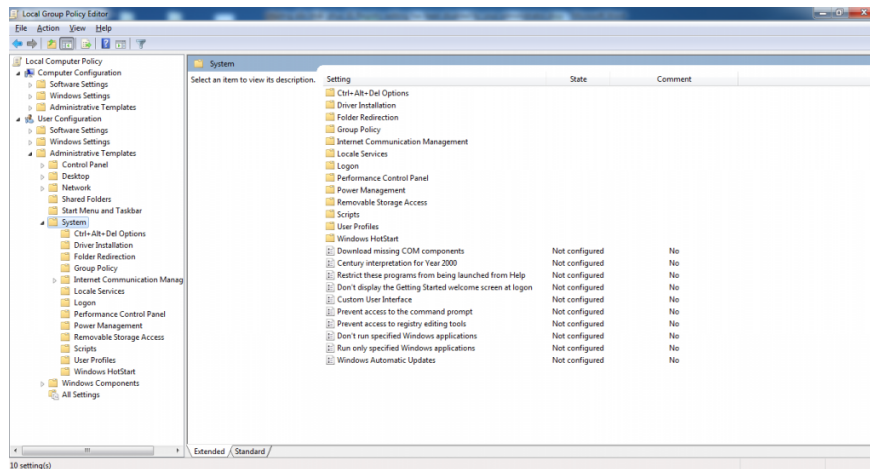 Local Group Policy Editor
File Action View Help
Local Computer Policy
Computer Configuration
Software Settings
Windows Settings
Administrative Templates
User Configuration
Software Settings
Windows Settings
Administrative Templates
Control Panel
Desktop
Network
Shared Folders
Start Menu and Taskbar
System
Ctrl+Alt+Del Options
Driver Installation
Folder Redirection
Group Policy
Internet Communication Manag
Locale Services
Logon
Performance Control Panel
Power Management
Removable Storage Access
Scripts
User Profiles
Windows HotStart
Windows Components
All Settings
System
Select an item to view its description.
Setting State Comment
Ctrl+Alt+Del Options
Driver Installation
Folder Redirection
Group Policy
Internet Communication Management
Locale Services
Logon
Performance Control Panel
Power Management
Removable Storage Access
Scripts
User Profiles
Windows HotStart
Download missing COM components Not configured No
Century interpretation for Year 2000 Not configured No
Restrict these programs from being launched from Help Not configured No
Don't display the Getting Started welcome screen at logon Not configured No
Custom User Interface Not configured No
Prevent access to the command prompt Not configured No
Prevent access to registry editing tools Not configured No
Don't run specified Windows applications Not configured No
Run only specified Windows applications Not configured No
Windows Automatic Updates Not configured No
Extended Standard
10 setting(s)